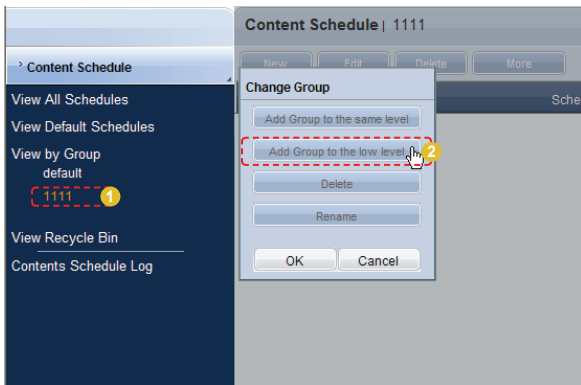 Content Schedule | 1111
New Edit Delete More
Content Schedule
Change Group
Sche
Add Group to the same level
Add Group to the low level
2
Delete
Rename
OK Cancel
View All Schedules
View Default Schedules
View by Group
default
1111 1
View Recycle Bin
Contents Schedule Log